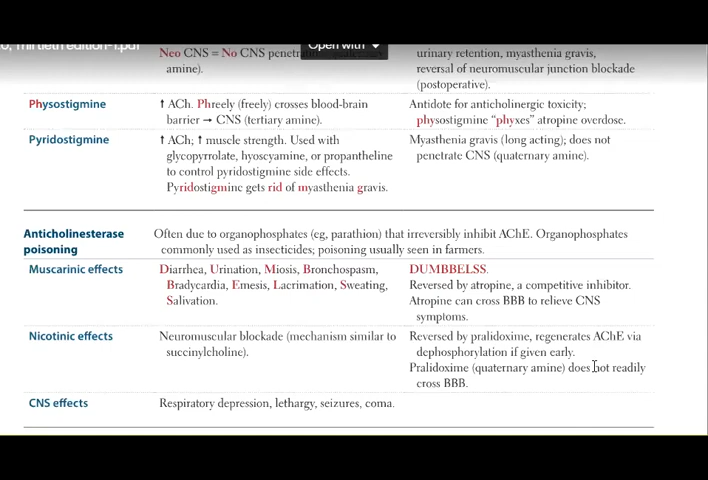 Open with
Neo CNS = No CNS
amine).
urinary retention, myasthenia gravis,
reversal of neuromuscular junction blockade
(postoperative).
Physostigmine
↑ ACh. Phreely (freely) crosses blood-brain
barrier → CNS (tertiary amine).
Antidote for anticholinergic toxicity;
physostigmine “phyxes” atropine overdose.
Pyridostigmine
↑ ACh; ↑ muscle strength. Used with
glycopyrrolate, hyoscyamine, or propantheline
to control pyridostigmine side effects.
Pyridostigmine gets rid of myasthenia gravis.
Myasthenia gravis (long acting); does not
penetrate CNS (quaternary amine).
Anticholinesterase
poisoning
Often due to organophosphates (eg, parathion) that irreversibly inhibit AChE. Organophosphates
commonly used as insecticides; poisoning usually seen in farmers.
Muscarinic effects
Diarrhea, Urination, Miosis, Bronchospasm,
Bradycardia, Emesis, Lacrimation, Sweating,
Salivation.
DUMBBELSS.
Reversed by atropine, a competitive inhibitor.
Atropine can cross BBB to relieve CNS
symptoms.
Nicotinic effects
Neuromuscular blockade (mechanism similar to
succinylcholine).
Reversed by pralidoxime, regenerates AChE via
dephosphorylation if given early.
Pralidoxime (quaternary amine) does not readily
cross BBB.
CNS effects
Respiratory depression, lethargy, seizures, coma.